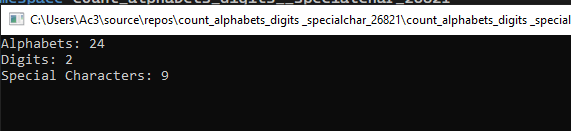 C:\Users\Ac3\source\repos\count_alphabets_digits _specialchar_26821\count_alphabets_digits _special
Alphabets: 24
Digits: 2
Special Characters: 9